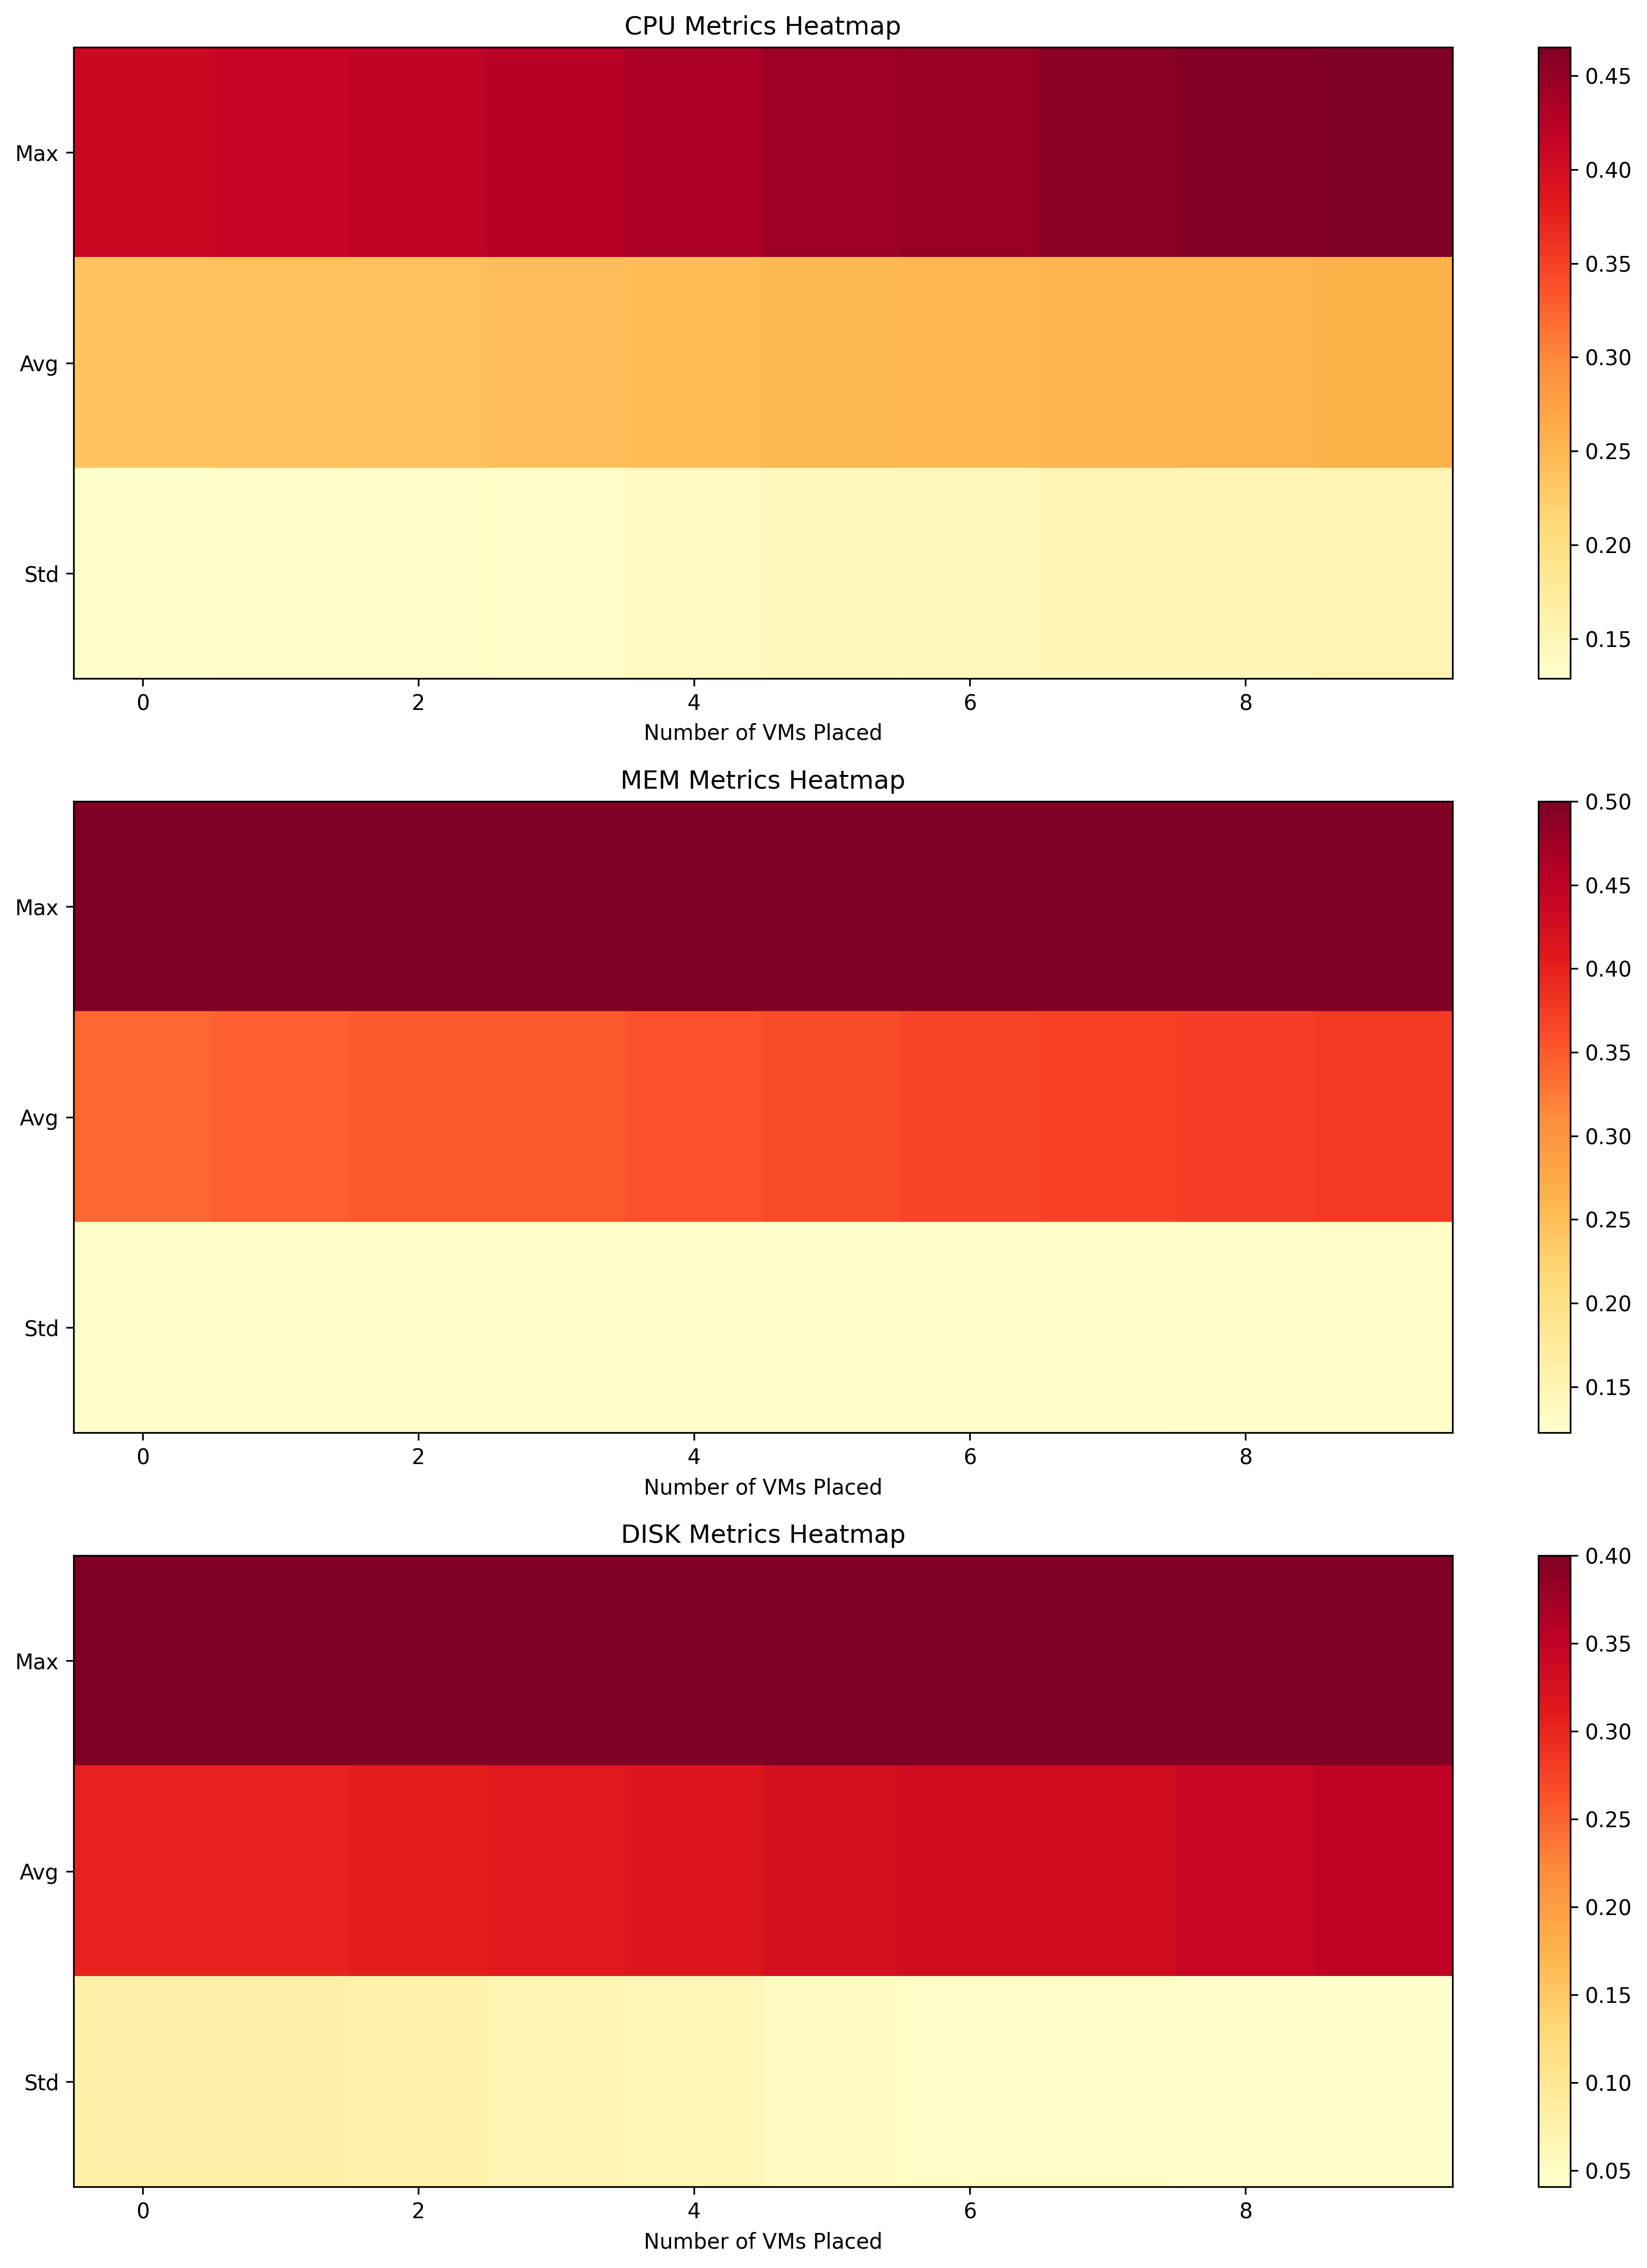 CPU Metrics Heatmap
Max
Avg
Std
0 2 4 6 8
Number of VMs Placed
0.45
0.40
0.35
0.30
0.25
0.20
0.15
MEM Metrics Heatmap
Max
Avg
Std
0 2 4 6 8
Number of VMs Placed
0.50
0.45
0.40
0.35
0.30
0.25
0.20
0.15
DISK Metrics Heatmap
Max
Avg
Std
0 2 4 6 8
Number of VMs Placed
0.40
0.35
0.30
0.25
0.20
0.15
0.10
0.05